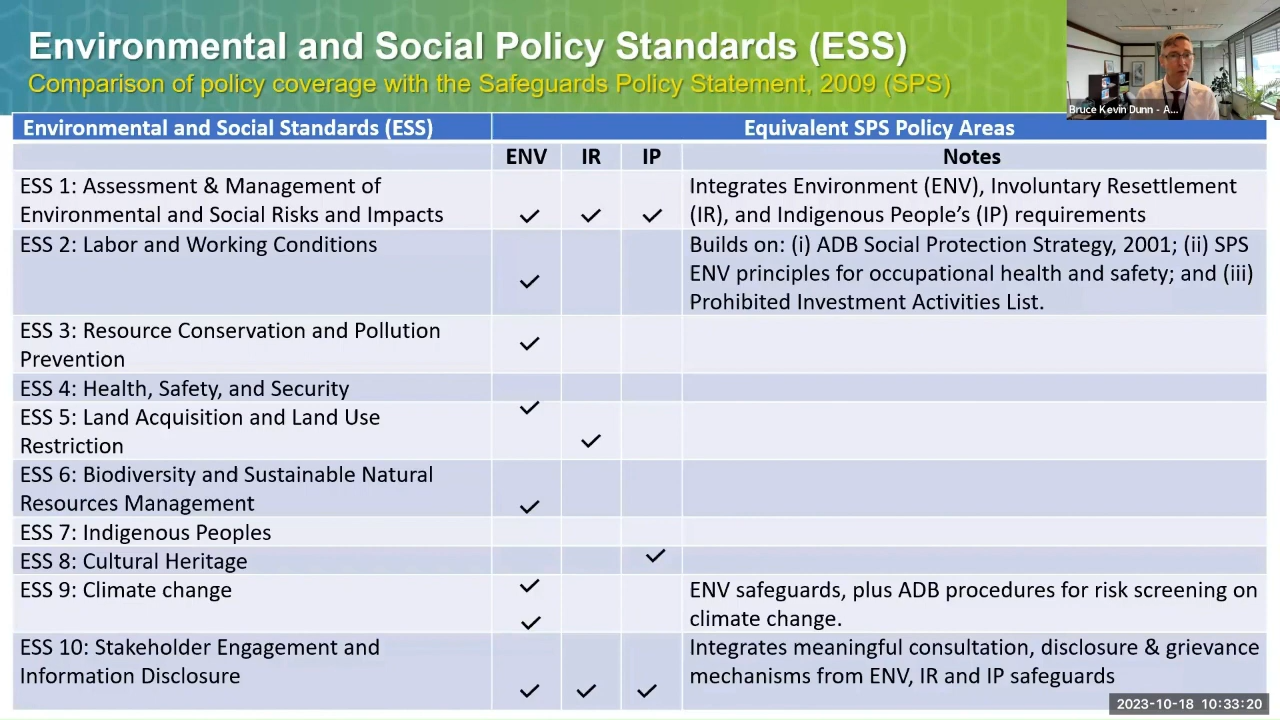 Environmental and Social Policy Standards (ESS)
Comparison of policy coverage with the Safeguards Policy Statement, 2009 (SPS)
Bruce Kevin Dunn - A...
Environmental and Social Standards (ESS)
Equivalent SPS Policy Areas
ENV
IR
IP
Notes
ESS 1: Assessment & Management of
Environmental and Social Risks and Impacts
✓ ✓ ✓
Integrates Environment (ENV), Involuntary Resettlement
(IR), and Indigenous People’s (IP) requirements
ESS 2: Labor and Working Conditions
✓
Builds on: (i) ADB Social Protection Strategy, 2001; (ii) SPS
ENV principles for occupational health and safety; and (iii)
Prohibited Investment Activities List.
ESS 3: Resource Conservation and Pollution
Prevention
✓
ESS 4: Health, Safety, and Security
✓
ESS 5: Land Acquisition and Land Use
Restriction
✓
ESS 6: Biodiversity and Sustainable Natural
Resources Management
✓
ESS 7: Indigenous Peoples
✓
ESS 8: Cultural Heritage
✓
ESS 9: Climate change
✓
ENV safeguards, plus ADB procedures for risk screening on
climate change.
ESS 10: Stakeholder Engagement and
Information Disclosure
✓ ✓ ✓
Integrates meaningful consultation, disclosure & grievance
mechanisms from ENV, IR and IP safeguards
2023-10-18 10:33:20